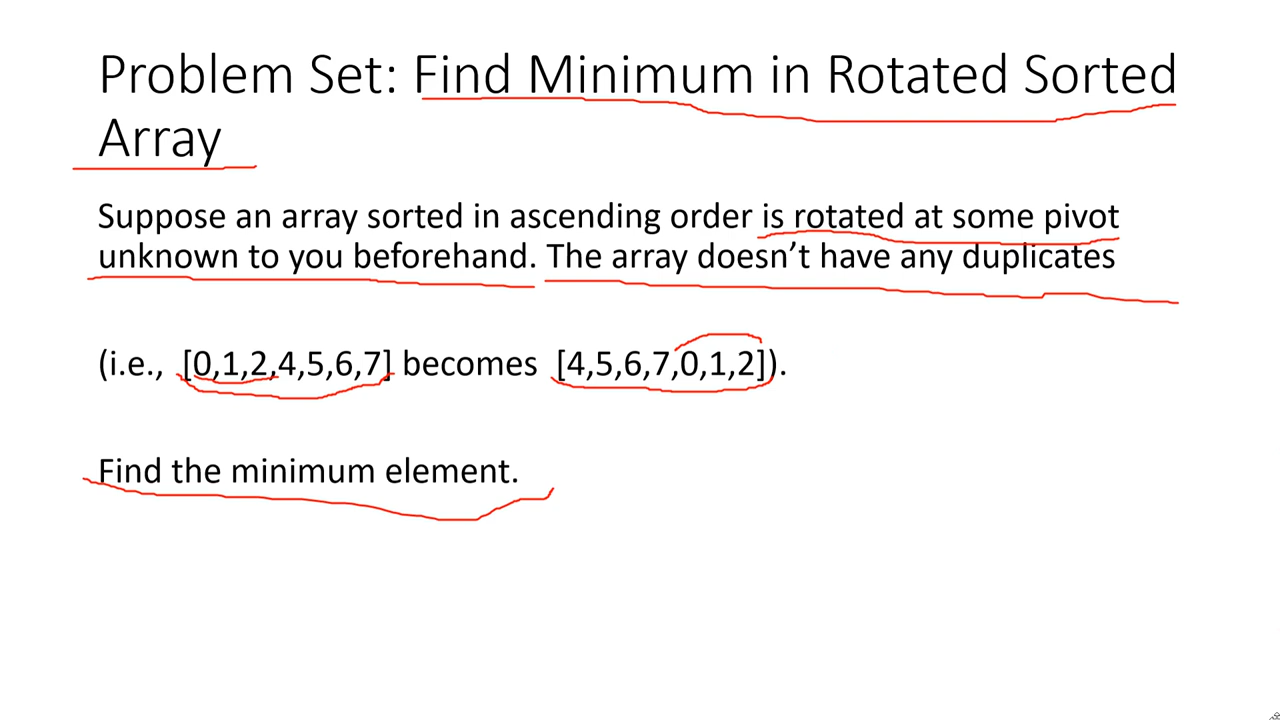 Problem Set: Find Minimum in Rotated Sorted
Array
Suppose an array sorted in ascending order is rotated at some pivot
unknown to you beforehand. The array doesn’t have any duplicates
(i.e., [0,1,2,4,5,6,7] becomes [4,5,6,7,0,1,2]).
Find the minimum element.